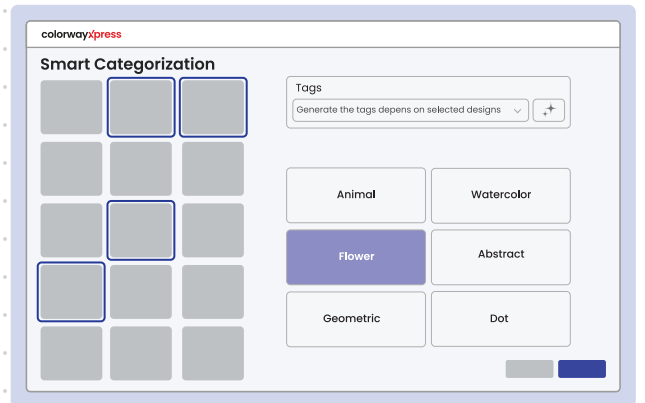 colorwayxpress
Smart Categorization
Tags
Generate the tags depens on selected designs
Animal
Watercolor
Flower
Abstract
Geometric
Dot